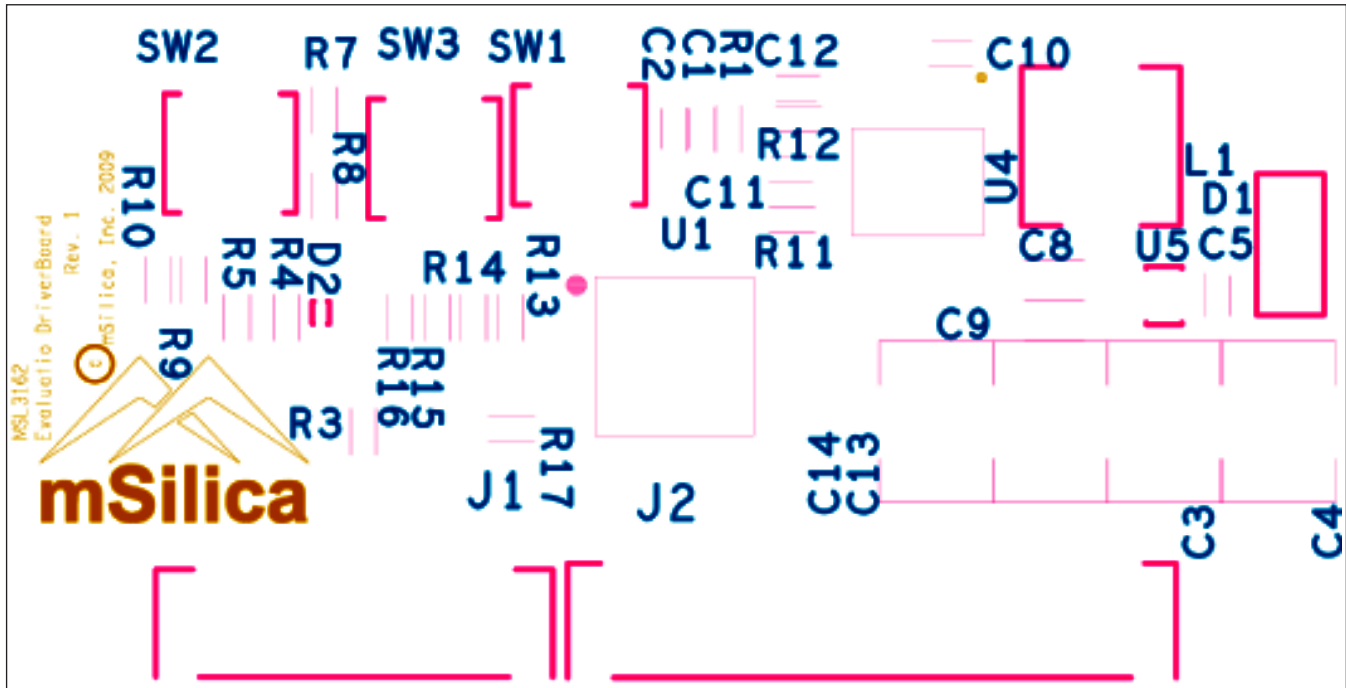 SW2
R7
SW3
SW1
C2
C1
R1
C12
C10
R8
R12
R10
C11
U4
L1
D1
U1
R11
C8
U5
C5
R5
R4
D2
R14
R13
C9
R9
R16
R15
R3
R17
J1
J2
C14
C13
C3
C4
MSL3162
Evaluatio DriverBoard
Rev. 1
c mSilica, Inc. 2009
mSilica